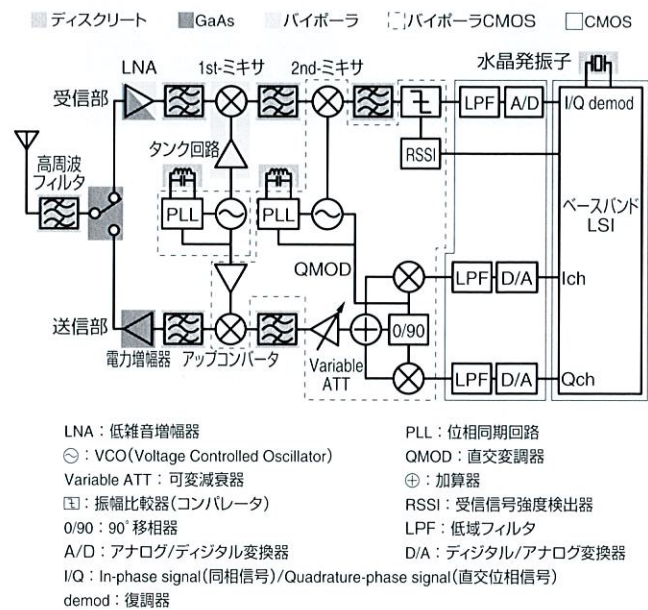 ディスクリート GaAs バイポーラ バイポーラCMOS CMOS
水晶発振子
LNA 1st-ミキサ 2nd-ミキサ
受信部
LPF A/D I/Q demod
タンク回路
RSSI
高周波
フィルタ
PLL PLL
ベースバンド
LSI
QMOD
LPF D/A Ich
送信部
0/90
電力増幅器 アップコンバータ Variable
ATT
LPF D/A Qch
LNA：低雑音増幅器
PLL：位相同期回路
：VCO(Voltage Controlled Oscillator)
QMOD：直交変調器
Variable ATT：可変減衰器
⊕：加算器
：振幅比較器(コンパレータ)
RSSI：受信信号強度検出器
0/90：90°移相器
LPF：低域フィルタ
A/D：アナログ/ディジタル変換器
D/A：ディジタル/アナログ変換器
I/Q：In-phase signal(同相信号)/Quadrature-phase signal(直交位相信号)
demod：復調器